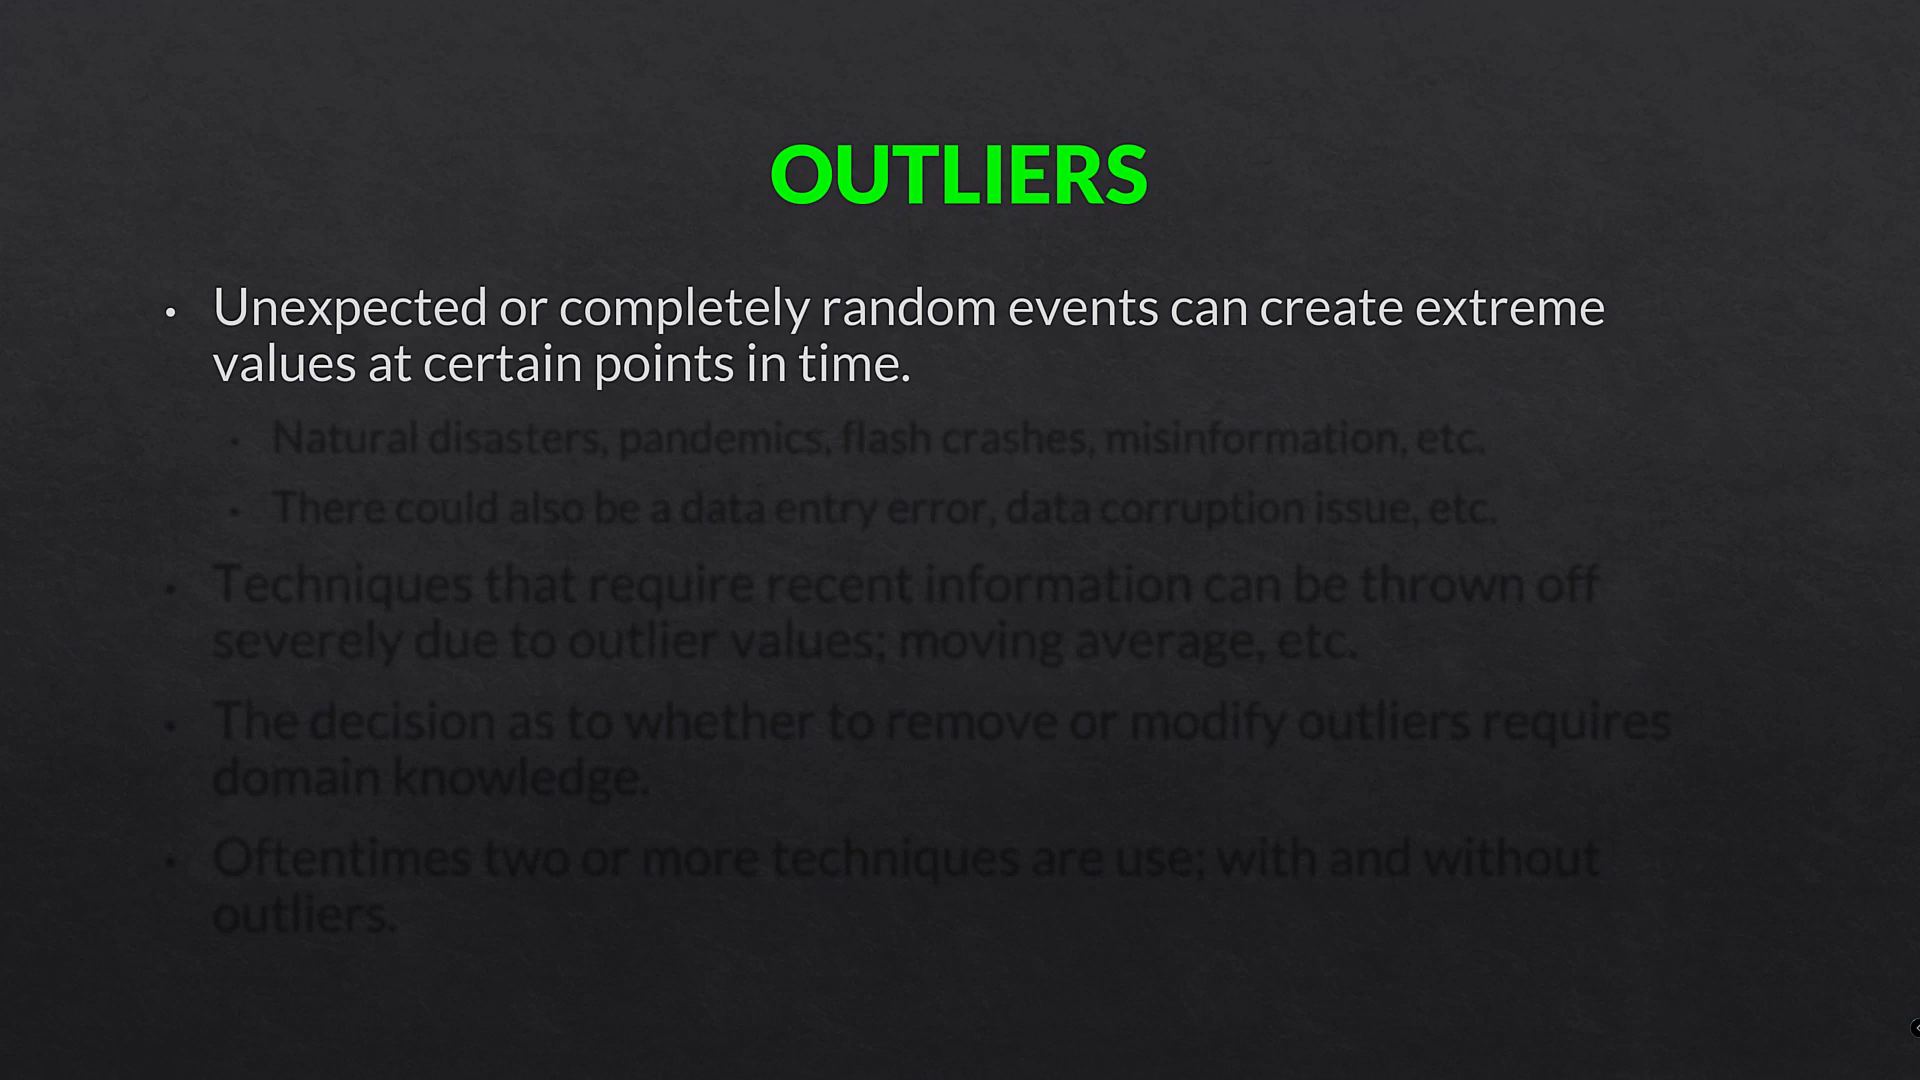 OUTLIERS
• Unexpected or completely random events can create extreme
values at certain points in time.
• Natural disasters, pandemics, flash crashes, misinformation, etc.
• There could also be a data entry error, data corruption issue, etc.
• Techniques that require recent information can be thrown off
severely due to outlier values; moving average, etc.
• The decision as to whether to remove or modify outliers requires
domain knowledge.
• Oftentimes two or more techniques are use; with and without
outliers.